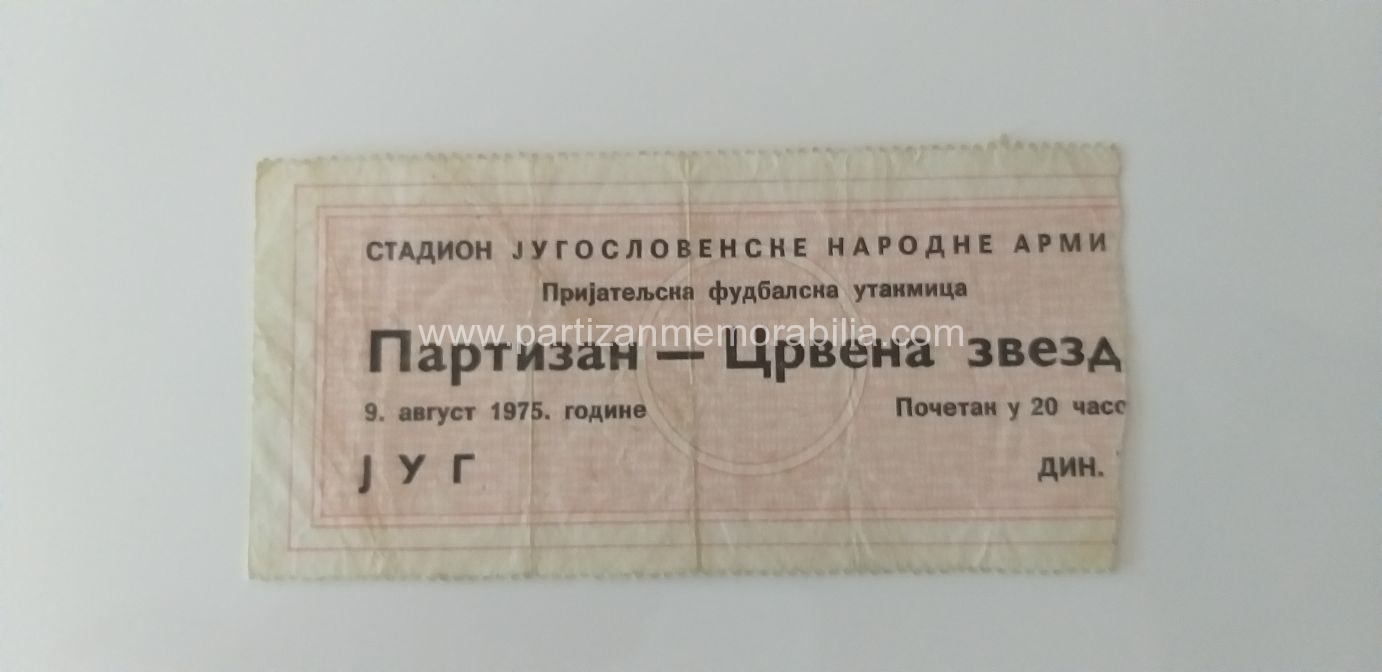 СТАДИОН ЈУГОСЛОВЕНСКЕ НАРОДНЕ АРМИ
Пријатељска фудбалска утакмица
www.partizanmemorabilia.com
Партизан — Црвена звезд
9. август 1975. године Почетак у 20 часо
ЈУГ ДИН.